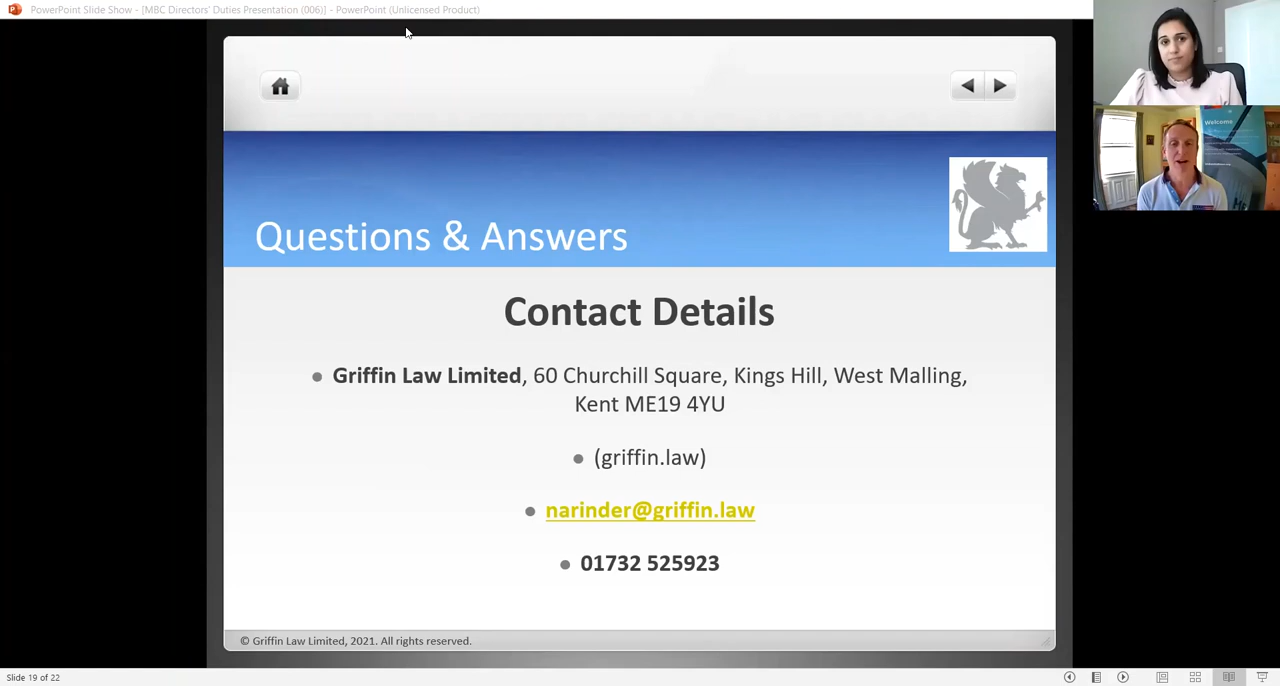 PowerPoint Slide Show - [MBC Directors' Duties Presentation (006)] - PowerPoint (Unlicensed Product)
Welcome
Questions & Answers
Contact Details
Griffin Law Limited, 60 Churchill Square, Kings Hill, West Malling,
Kent ME19 4YU
(griffin.law)
narinder@griffin.law
01732 525923
© Griffin Law Limited, 2021. All rights reserved.
Slide 19 of 22